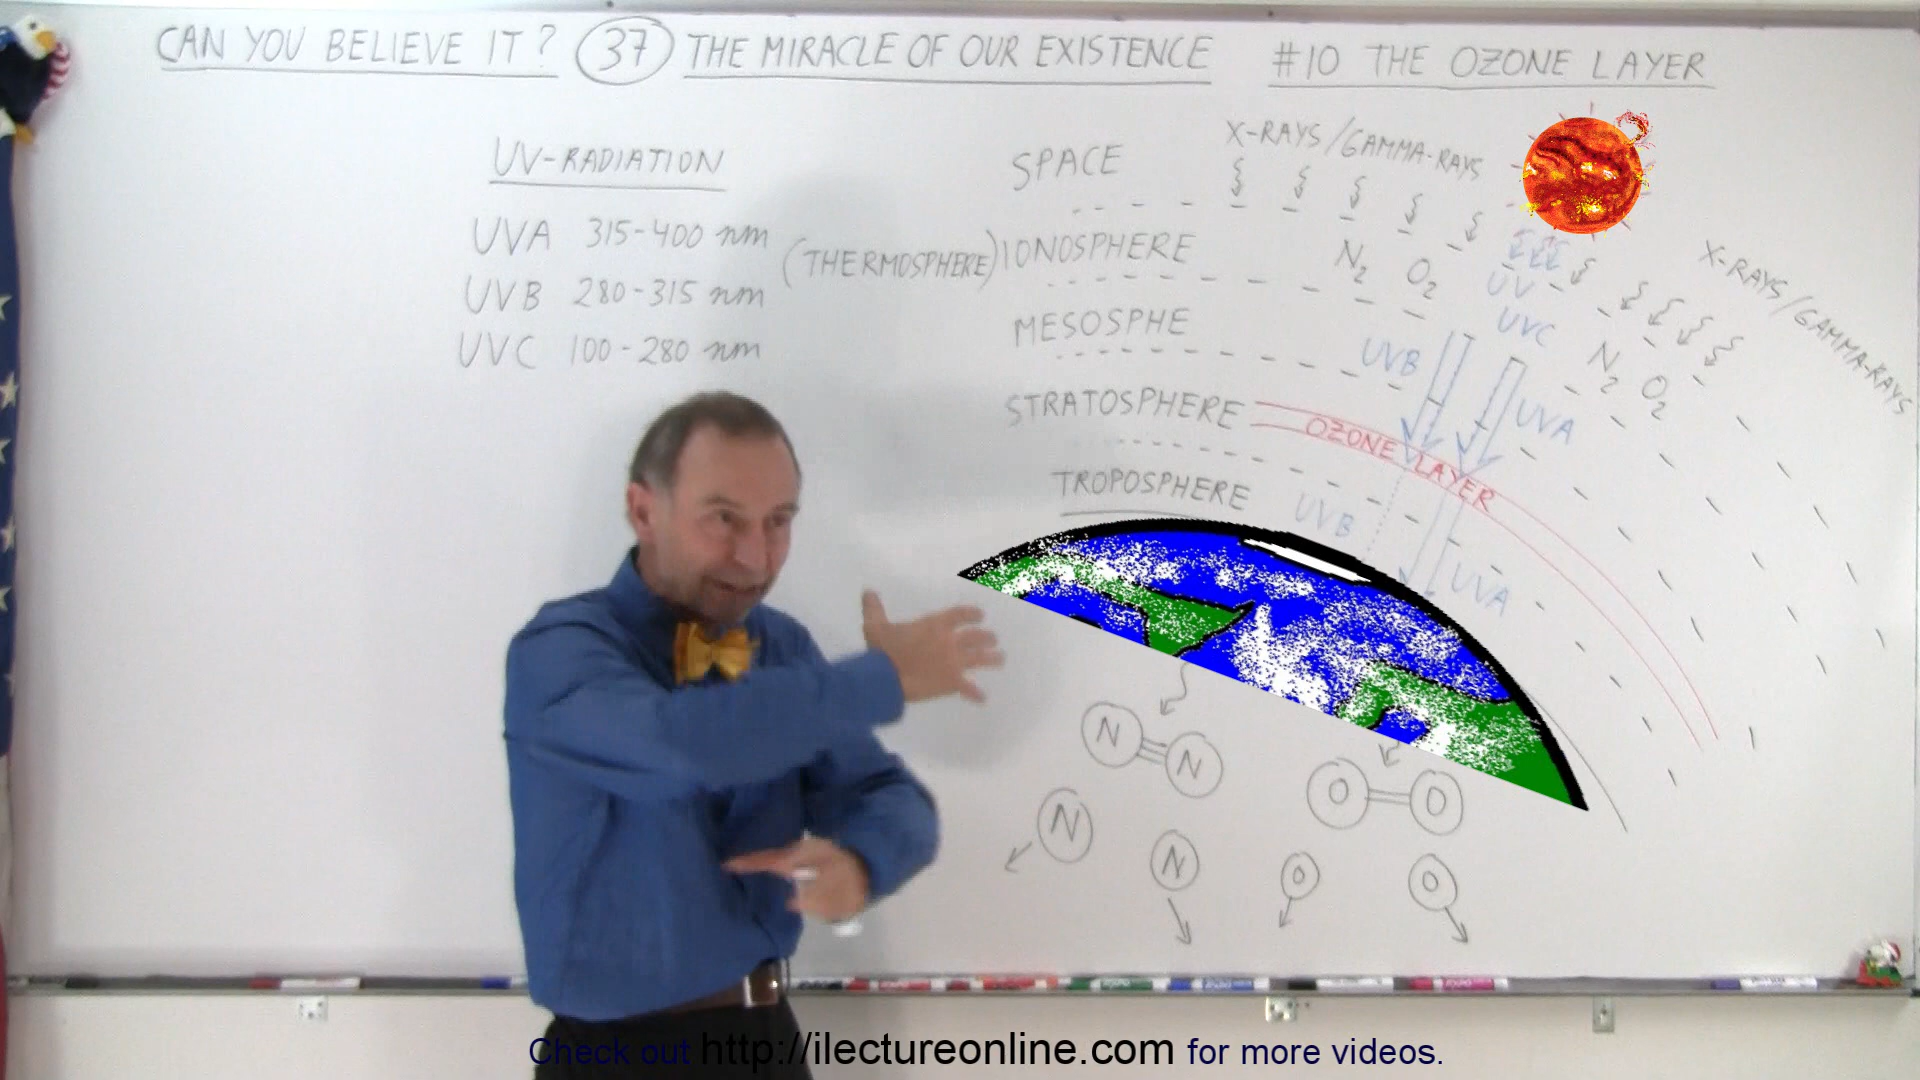 CAN YOU BELIEVE IT? 37 THE MIRACLE OF OUR EXISTENCE #10 THE OZONE LAYER
UV-RADIATION
UVA 315-400 nm
UVB 280-315 nm
UVC 100-280 nm
SPACE
X-RAYS/GAMMA-RAYS
(THERMOSPHERE) IONOSPHERE
N2 O2
UV
UVC
N2 O2
X-RAYS/GAMMA-RAYS
MESOSPHE
UVB
UVA
STRATOSPHERE
OZONE LAYER
TROPOSPHERE
UVB
UVA
N N
O O
N
N
O
O
Check out http://ilectureonline.com for more videos.